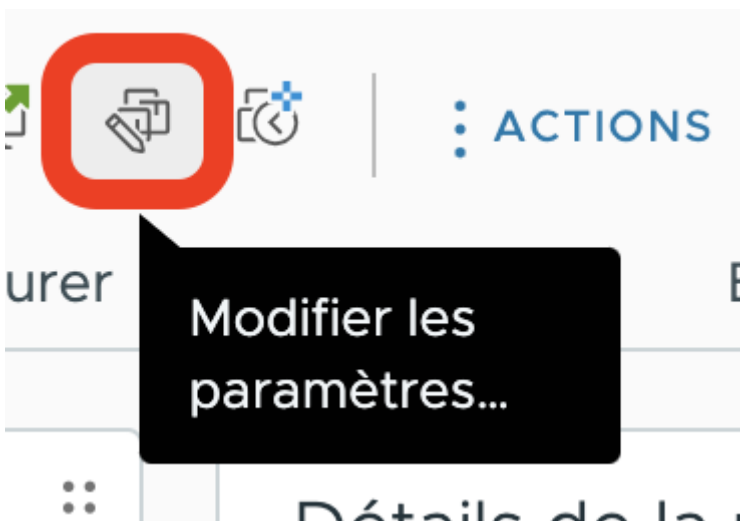 ACTIONS
urer
Modifier les
paramètres...
Détails de la